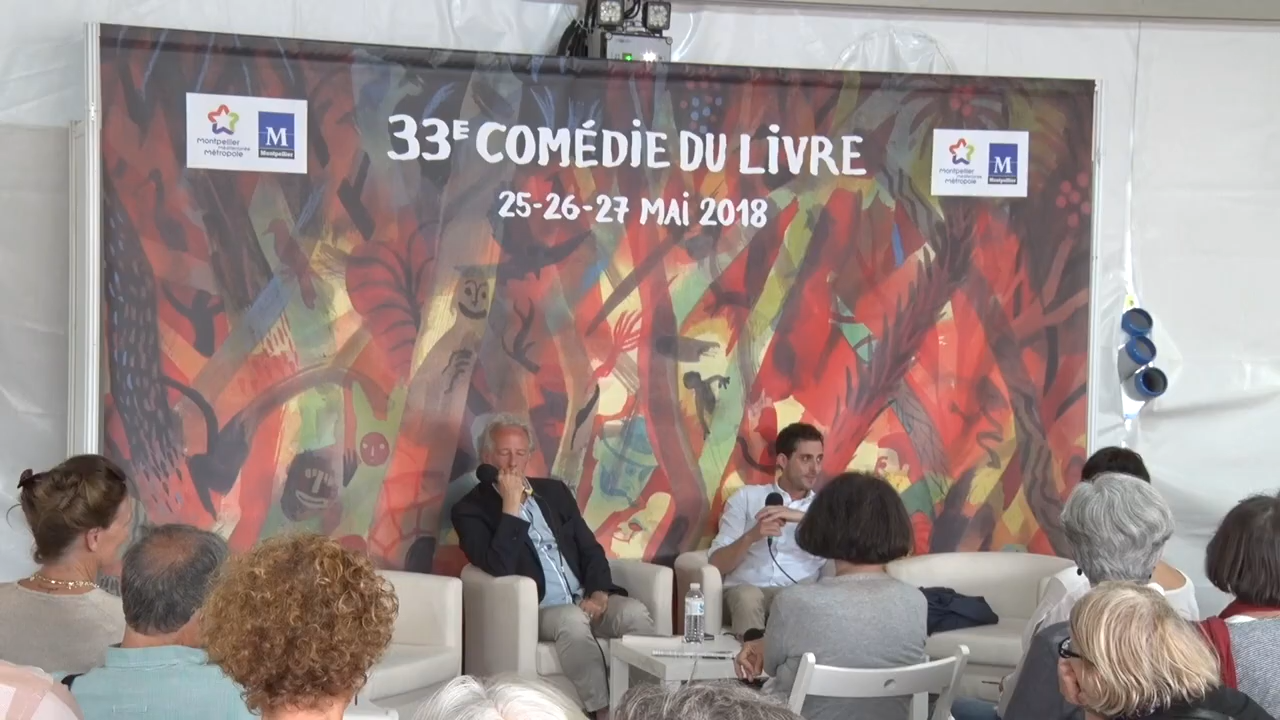 33E COMÉDIE DU LIVRE
25-26-27 MAI 2018
montpellier
méditerranée
métropole
M
Montpellier
montpellier
méditerranée
métropole
M
Montpellier